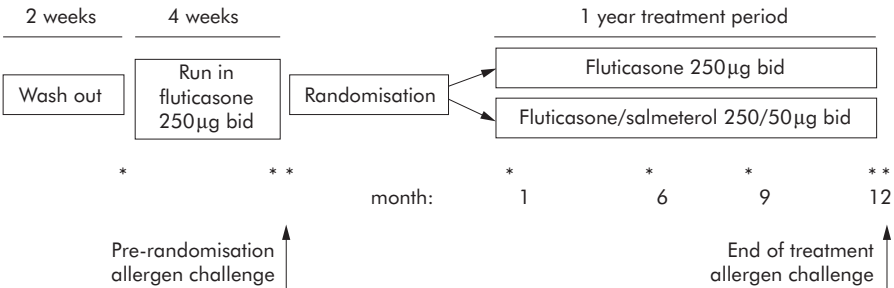 2 weeks 4 weeks 1 year treatment period
Wash out
Run in
fluticasone
250µg bid
Randomisation
Fluticasone 250µg bid
Fluticasone/salmeterol 250/50µg bid
* * * * * * * *
month: 1 6 9 12
Pre-randomisation
allergen challenge
End of treatment
allergen challenge